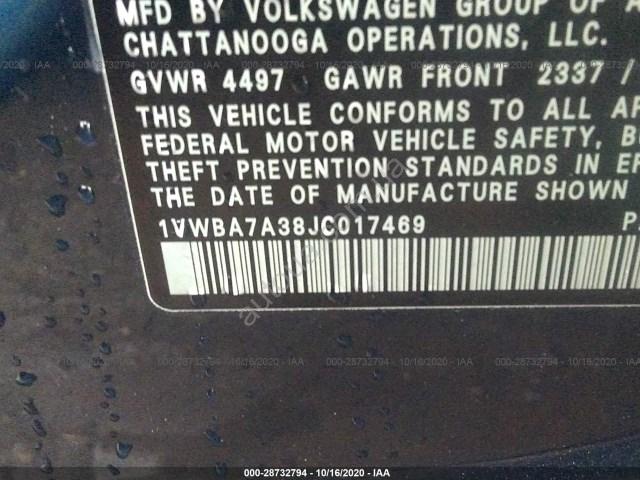 MFD BY VOLKSWAGEN GROUP OF
CHATTANOOGA OPERATIONS, LLC.
GVWR 4497 GAWR FRONT 2337 /
THIS VEHICLE CONFORMS TO ALL
FEDERAL MOTOR VEHICLE SAFETY,
THEFT PREVENTION STANDARDS IN
THE DATE OF MANUFACTURE SHOWN
1VWBA7A38JC017469
000-28732794 - 10/16/2020 - IAA